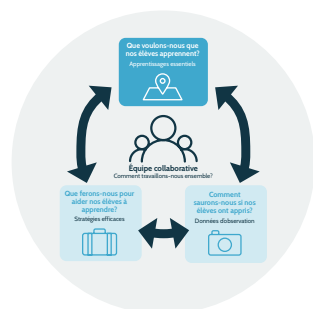 Que voulons-nous que
nos élèves apprennent?
Apprentissages essentiels
Équipe collaborative
Comment travaillons-nous ensemble?
Que ferons-nous pour
aider nos élèves à
apprendre?
Stratégies efficaces
Comment
saurons-nous si nos
élèves ont appris?
Données d'observation